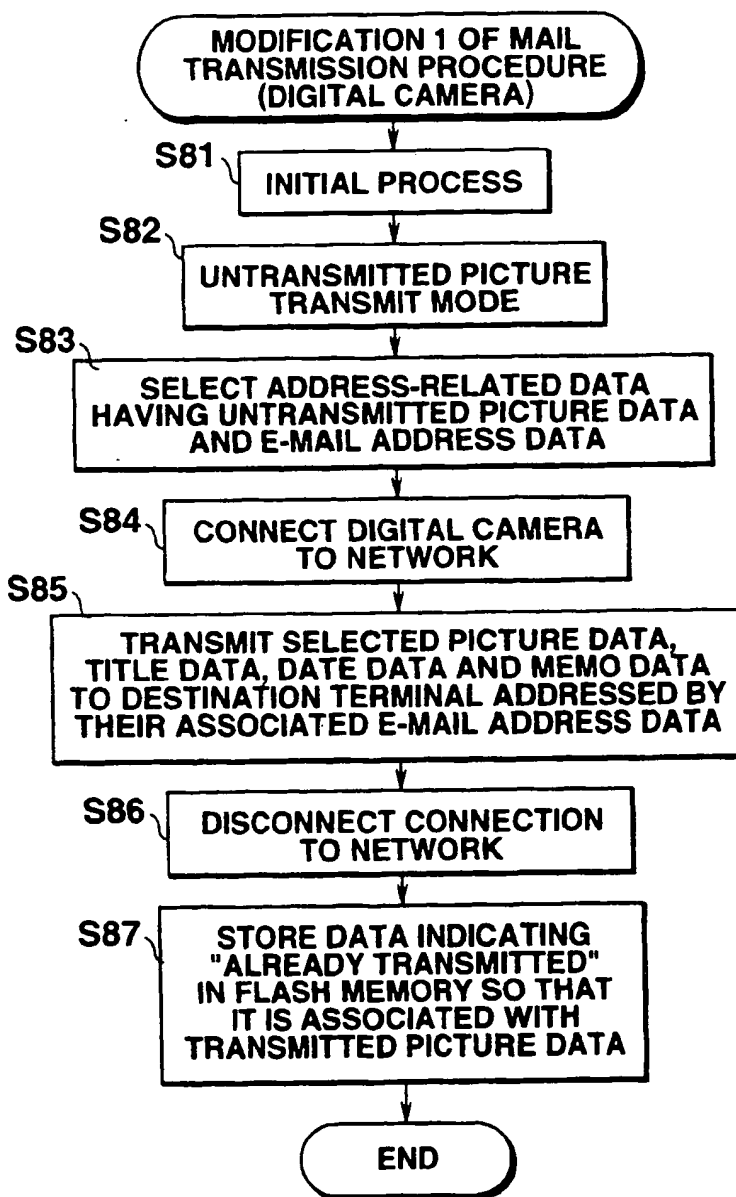 MODIFICATION 1 OF MAIL
TRANSMISSION PROCEDURE
(DIGITAL CAMERA)
S81
INITIAL PROCESS
S82
UNTRANSMITTED PICTURE
TRANSMIT MODE
S83
SELECT ADDRESS-RELATED DATA
HAVING UNTRANSMITTED PICTURE DATA
AND E-MAIL ADDRESS DATA
S84
CONNECT DIGITAL CAMERA
TO NETWORK
S85
TRANSMIT SELECTED PICTURE DATA,
TITLE DATA, DATE DATA AND MEMO DATA
TO DESTINATION TERMINAL ADDRESSED BY
THEIR ASSOCIATED E-MAIL ADDRESS DATA
S86
DISCONNECT CONNECTION
TO NETWORK
S87
STORE DATA INDICATING
"ALREADY TRANSMITTED"
IN FLASH MEMORY SO THAT
IT IS ASSOCIATED WITH
TRANSMITTED PICTURE DATA
END